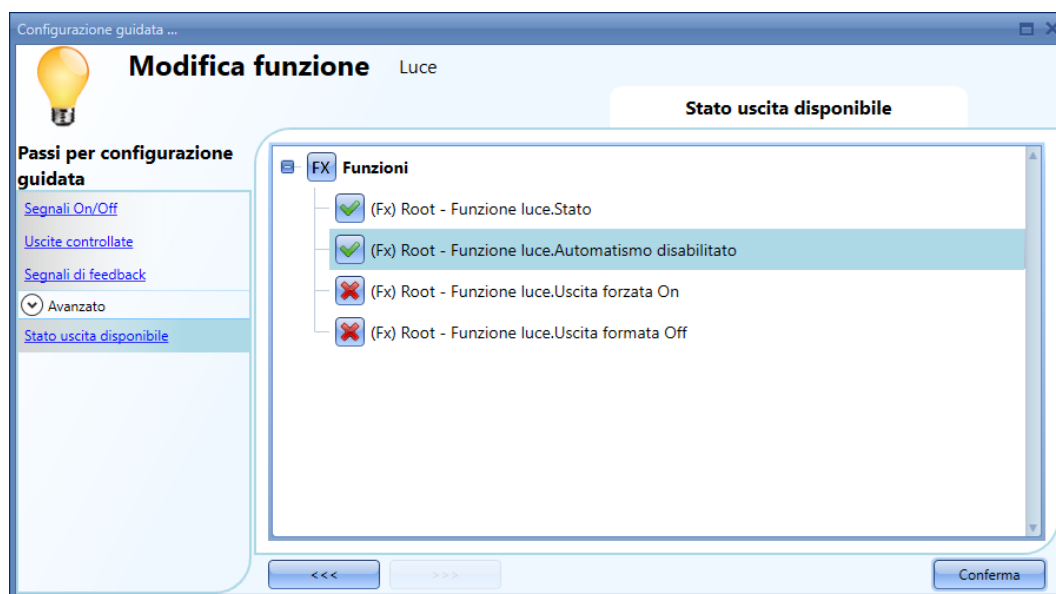 Configurazione guidata ...
Modifica funzione Luce
Stato uscita disponibile
Passi per configurazione
guidata
Segnali On/Off
Uscite controllate
Segnali di feedback
Avanzato
Stato uscita disponibile
FX Funzioni
(Fx) Root - Funzione luce.Stato
(Fx) Root - Funzione luce.Automatismo disabilitato
(Fx) Root - Funzione luce.Uscita forzata On
(Fx) Root - Funzione luce.Uscita formata Off
<<<
>>>
Conferma